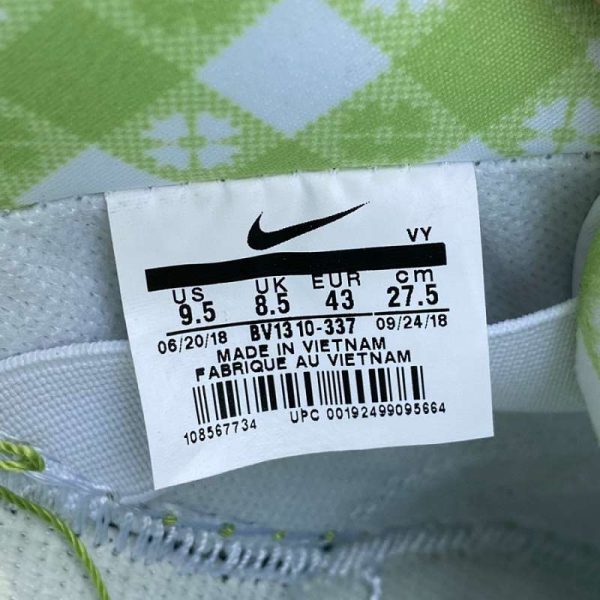 VY
US UK EUR cm
9.5 8.5 43 27.5
06/20/18 BV1310-337 09/24/18
MADE IN VIETNAM
FABRIQUE AU VIETNAM
108567734 UPC 00192499095664